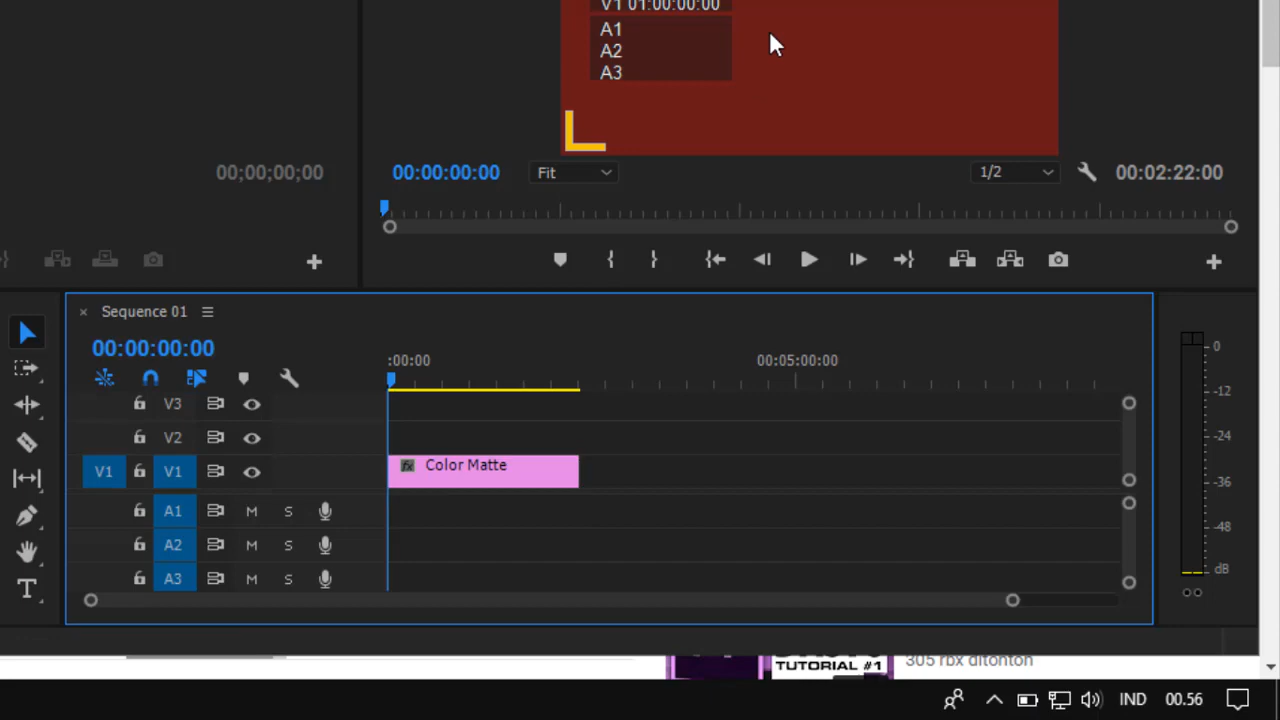 V1 01:00:00:00
A1
A2
A3
00;00;00;00
00:00:00:00
Fit
1/2
00:02:22:00
× Sequence 01
00:00:00:00
:00:00
00:05:00:00
V3
V2
V1 V1
fx Color Matte
A1 M S
A2 M S
A3 M S
T
0
-12
-24
-36
-48
dB
TUTORIAL #1
305 rbx ditonton
IND 00.56